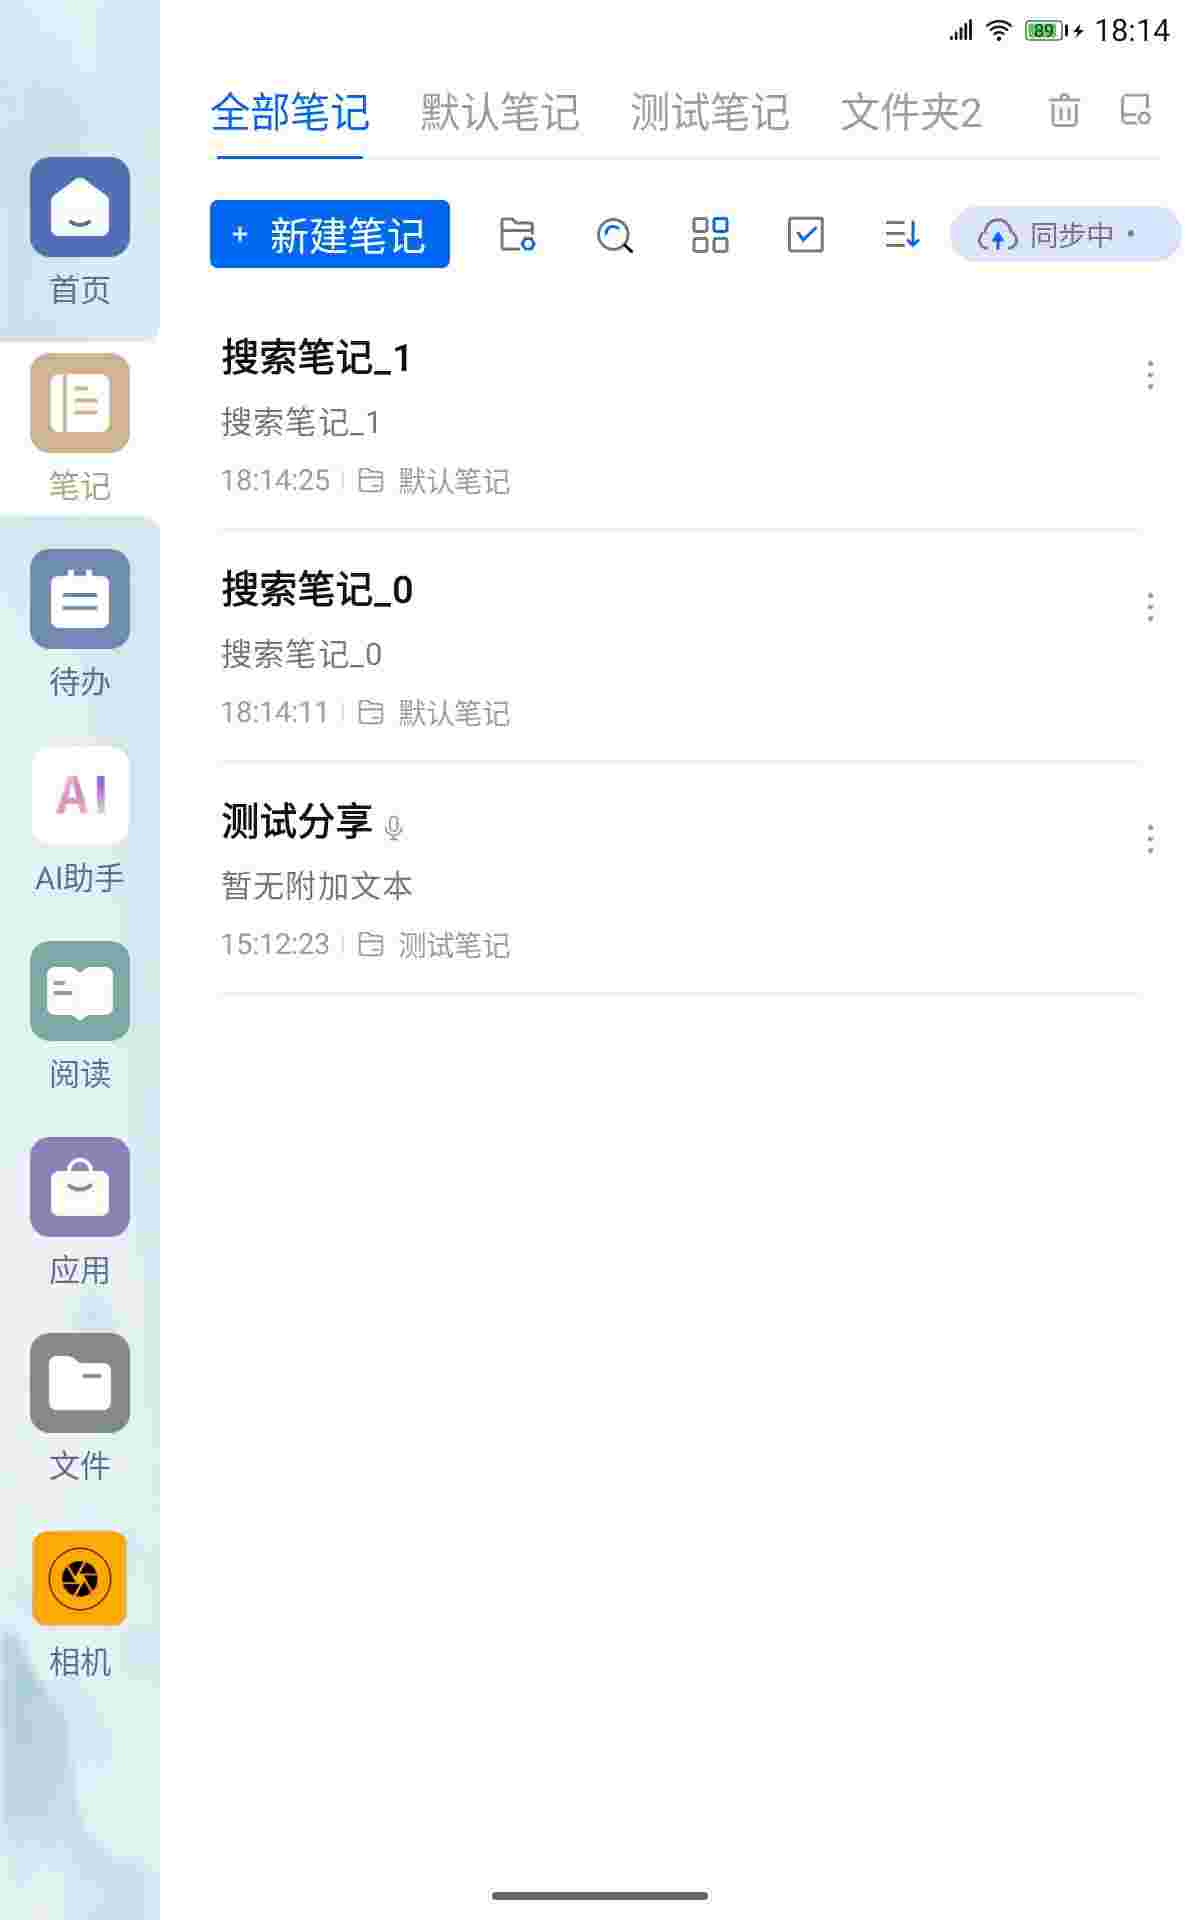 89 18:14
全部笔记 默认笔记 测试笔记 文件夹2
+ 新建笔记 同步中 ·
搜索笔记_1
搜索笔记_1
18:14:25 默认笔记
搜索笔记_0
搜索笔记_0
18:14:11 默认笔记
测试分享
暂无附加文本
15:12:23 测试笔记
首页
笔记
待办
AI
AI助手
阅读
应用
文件
相机